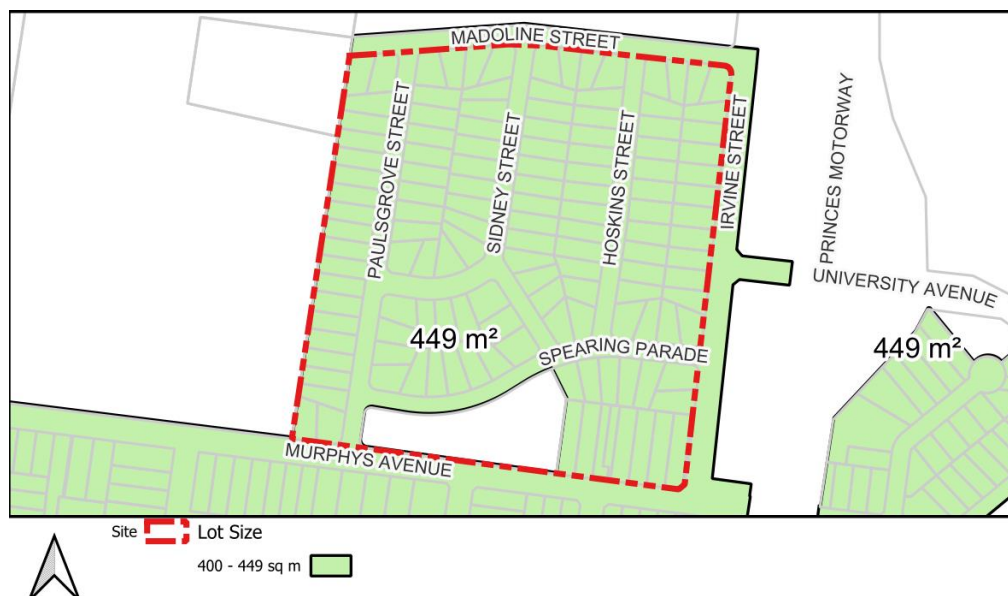 MADOLINE STREET
PAULSGROVE STREET
SIDNEY STREET
HOSKINS STREET
IRVINE STREET
PRINCES MOTORWAY
UNIVERSITY AVENUE
449 m²
SPEARING PARADE
449 m²
MURPHYS AVENUE
Site
Lot Size
400 - 449 sq m